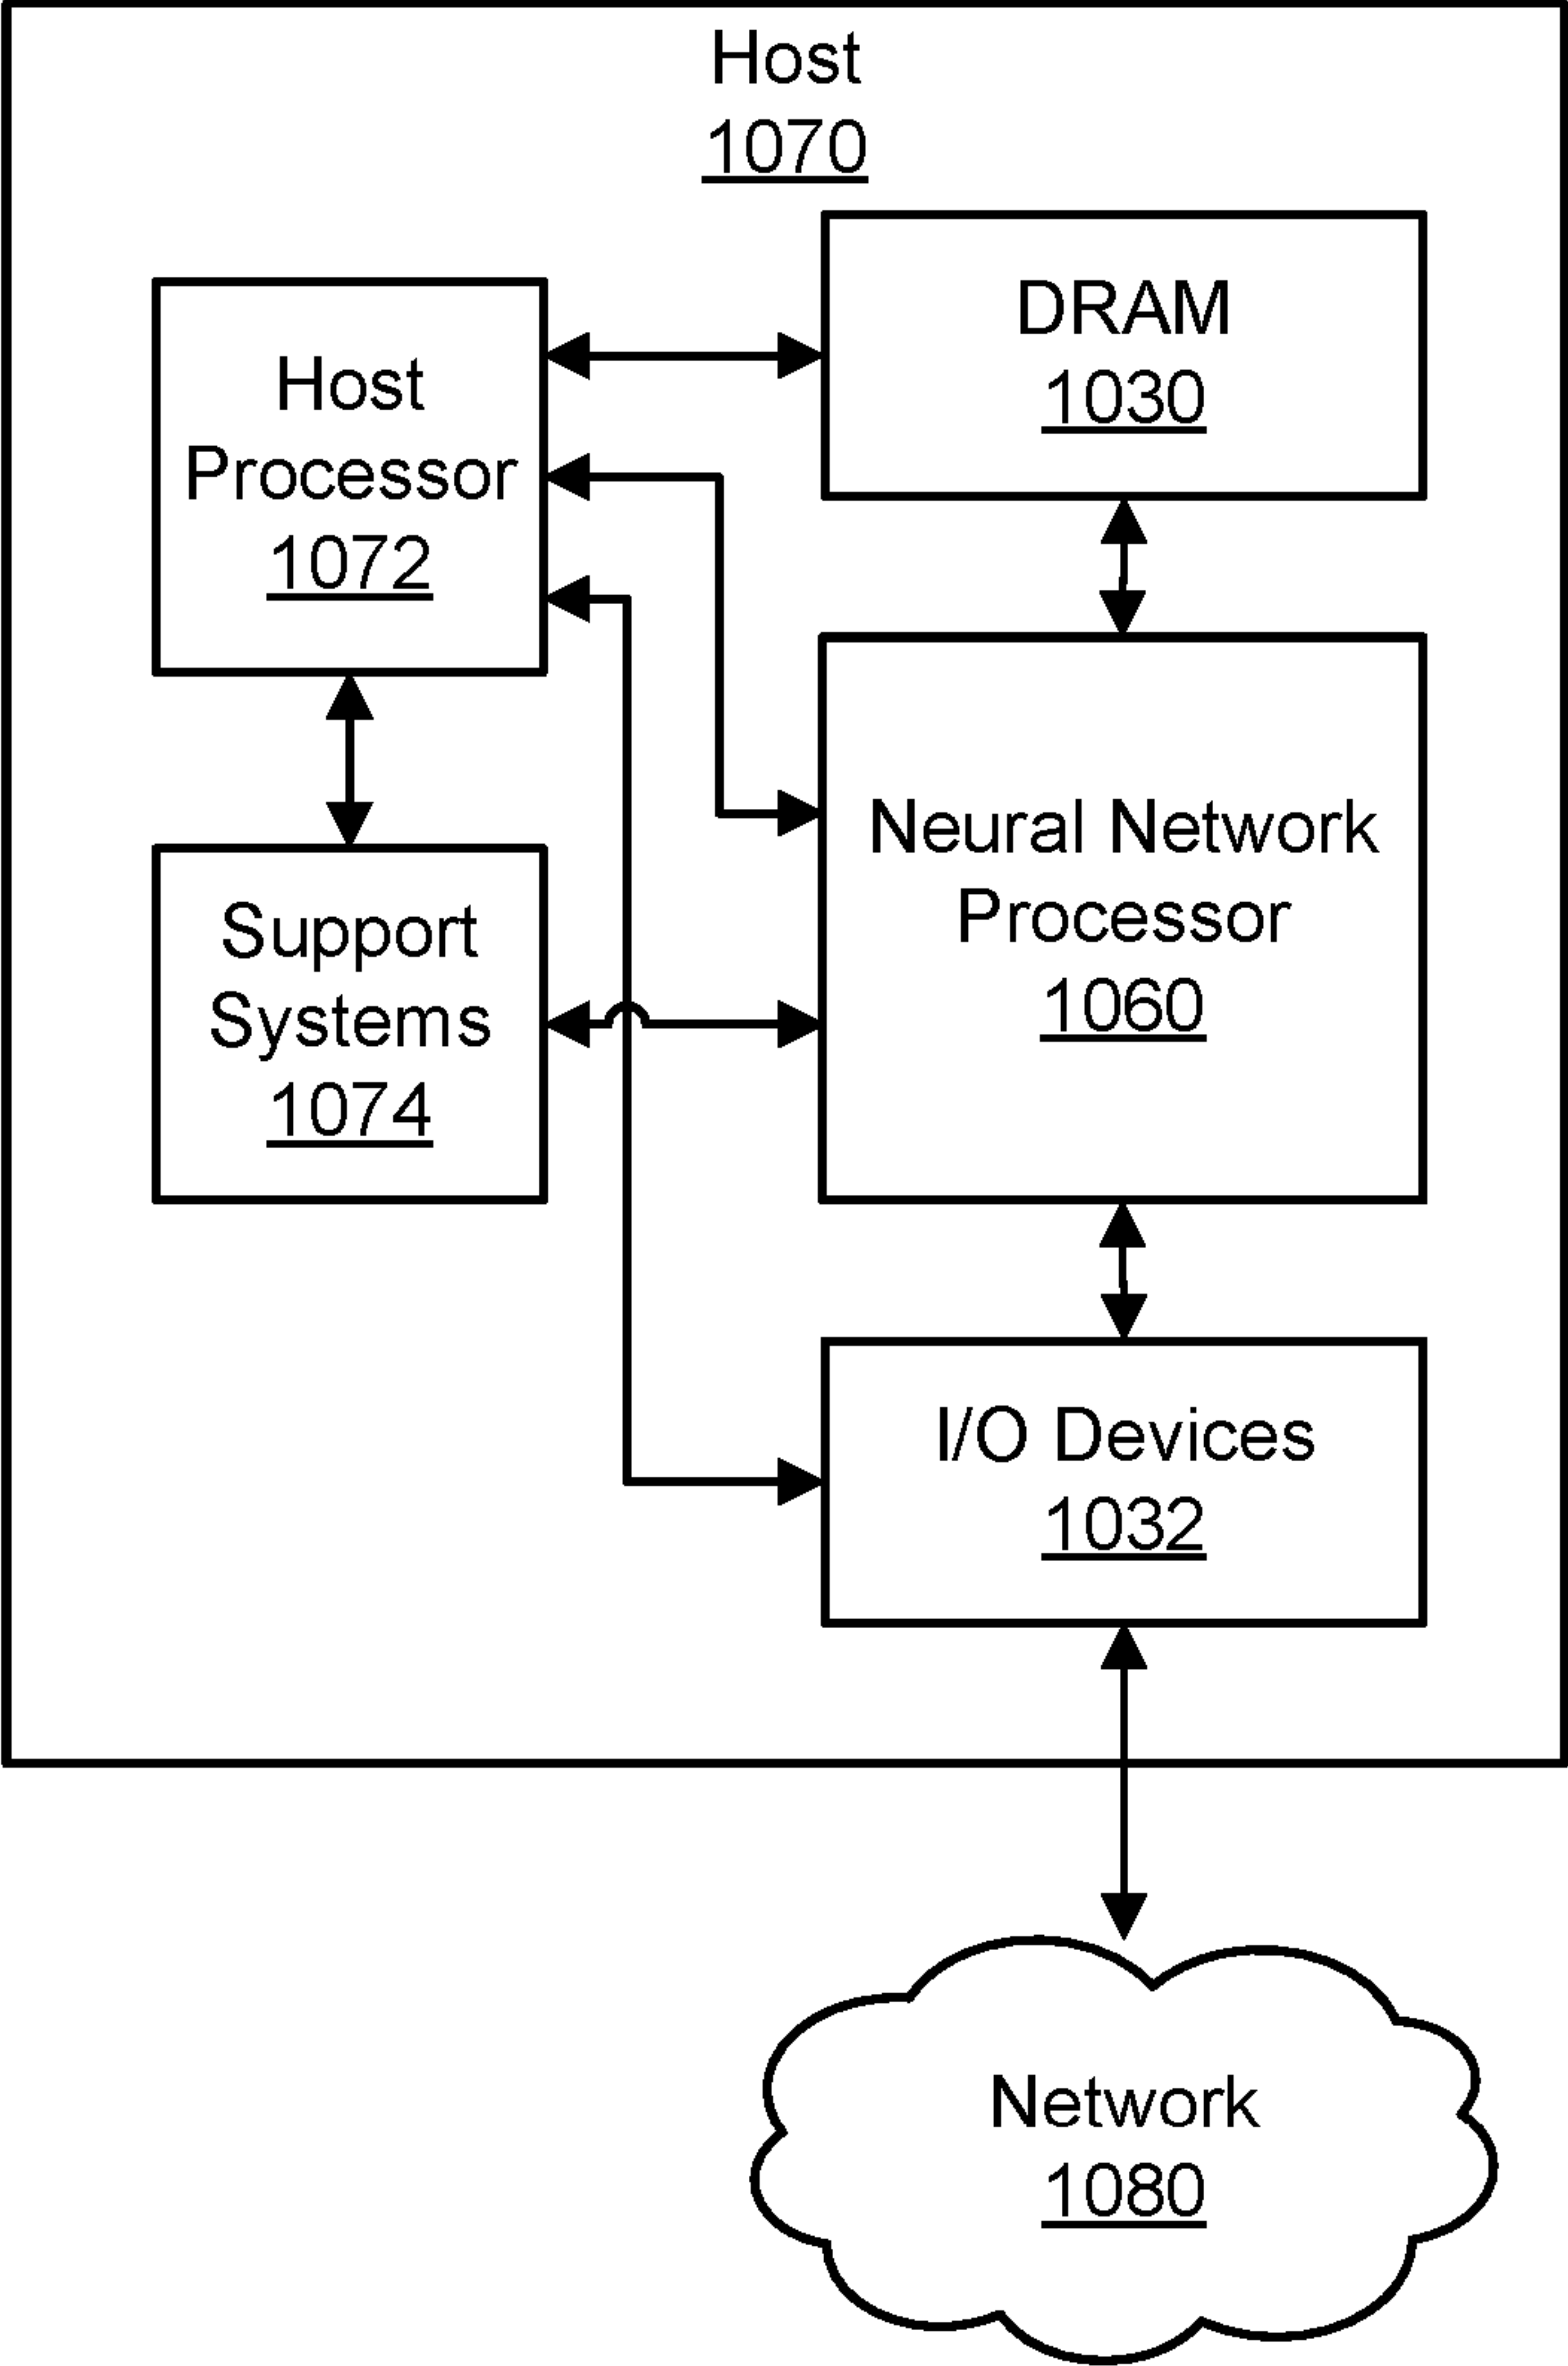 Host
1070
DRAM
1030
Host
Processor
1072
Neural Network
Processor
1060
Support
Systems
1074
I/O Devices
1032
Network
1080